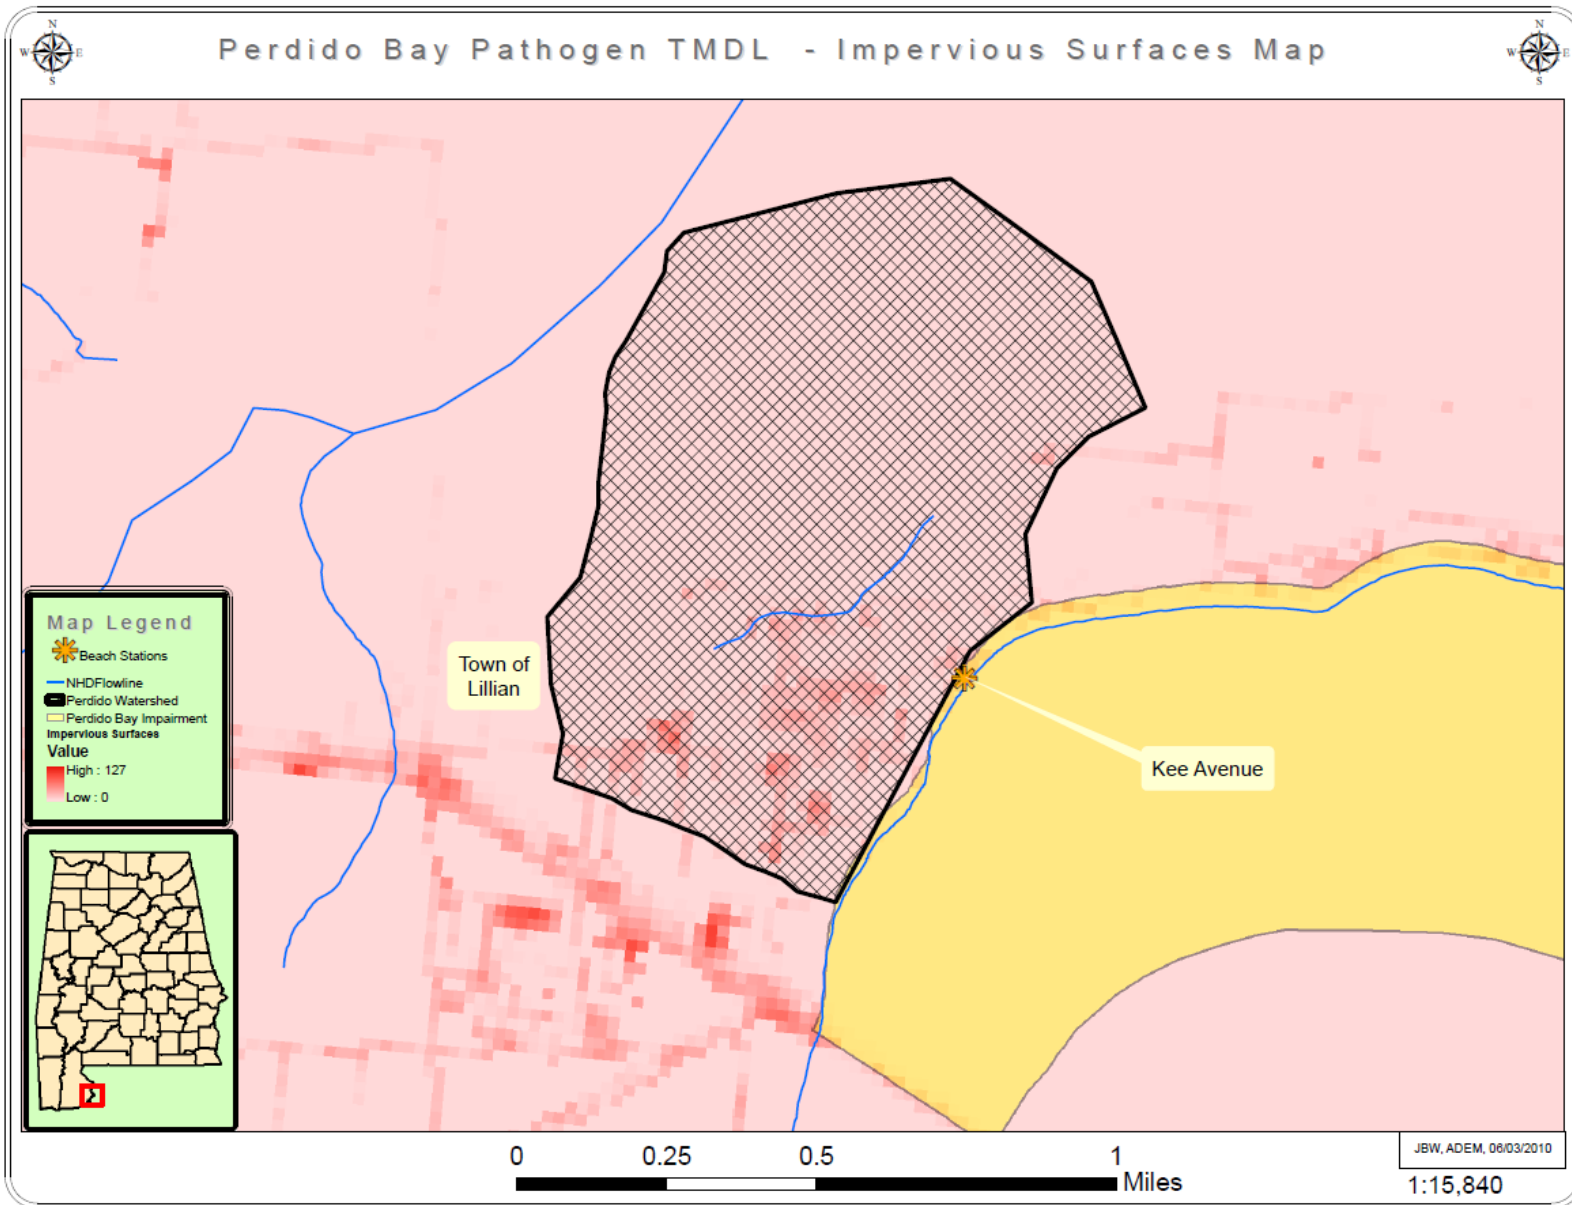 N
W E
S
Perdido Bay Pathogen TMDL - Impervious Surfaces Map
N
W E
S
Town of
Lillian
Kee Avenue
Map Legend
Beach Stations
NHDFlowline
Perdido Watershed
Perdido Bay Impairment
Impervious Surfaces
Value
High : 127
Low : 0
0 0.25 0.5 1
Miles
JBW, ADEM, 06/03/2010
1:15,840